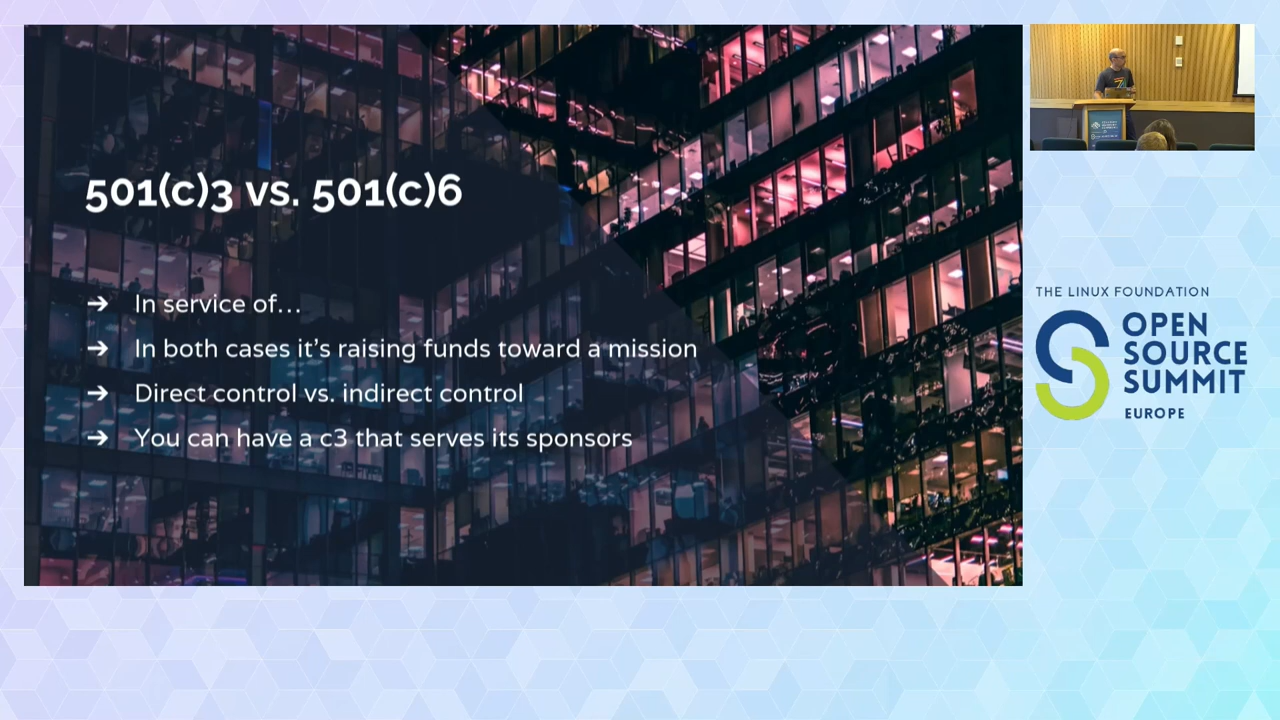 501(c)3 vs. 501(c)6
➔ In service of…
➔ In both cases it's raising funds toward a mission
➔ Direct control vs. indirect control
➔ You can have a c3 that serves its sponsors
THE LINUX FOUNDATION
OPEN
SOURCE
SUMMIT
EUROPE